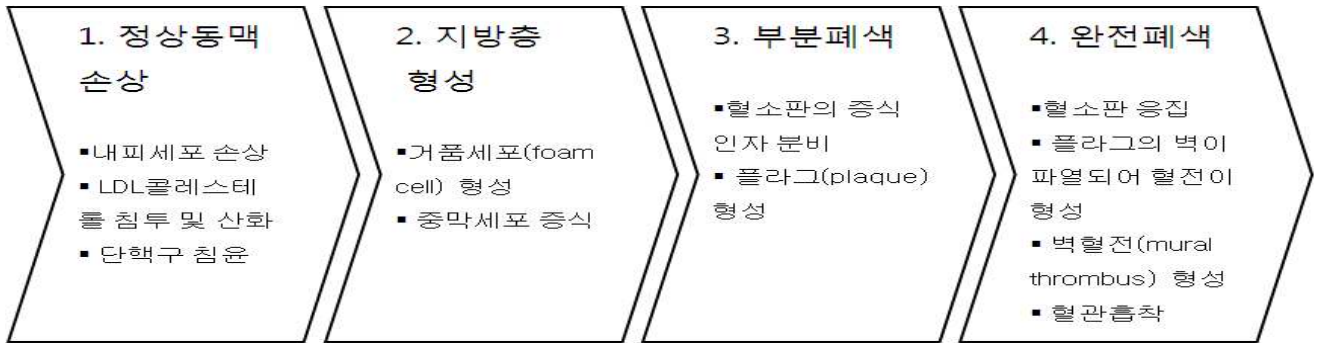 1. 정상동맥
손상
▪내피세포 손상
▪ LDL콜레스테
롤 침투 및 산화
▪ 단핵구 침윤
2. 지방층
형성
▪거품세포(foam
cell) 형성
▪ 중막세포 증식
3. 부분폐색
▪혈소판의 증식
인자 분비
▪ 플라그(plaque)
형성
4. 완전폐색
▪혈소판 응집
▪ 플라그의 벽이
파열되어 혈전이
형성
▪ 벽혈전(mural
thrombus) 형성
▪ 혈관흡착